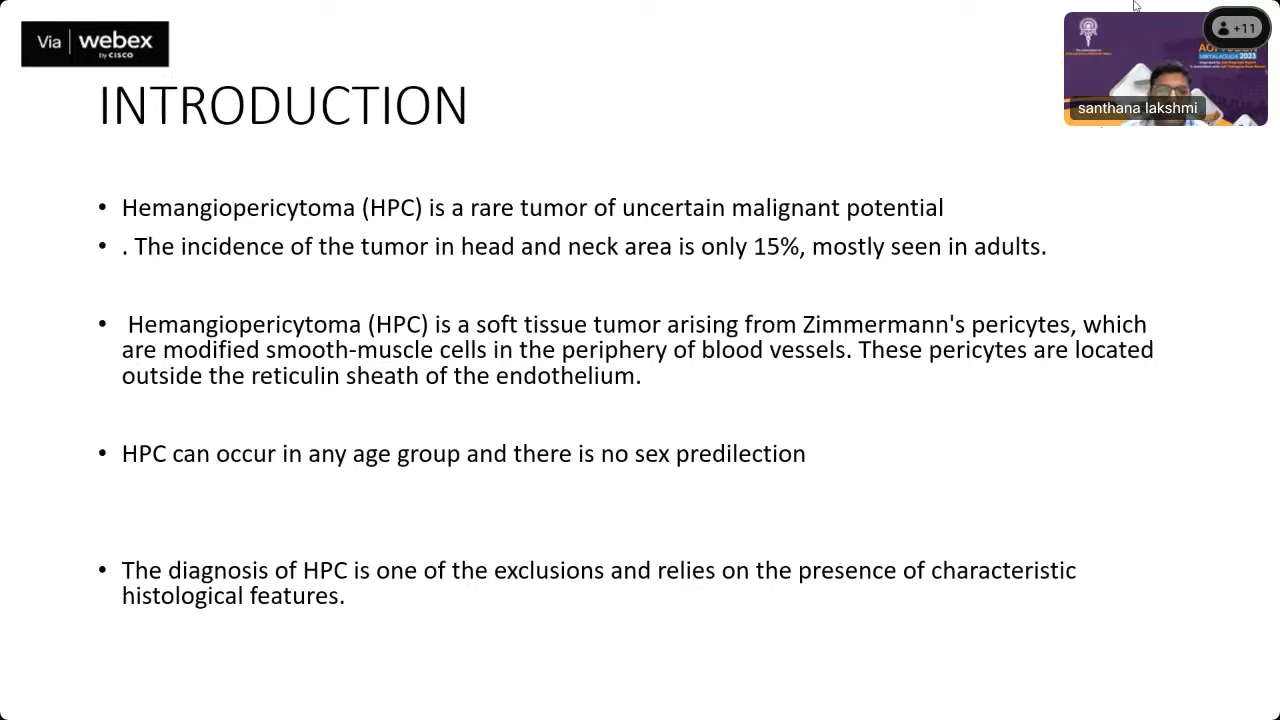 Via webex
by CISCO
+11
MIRYALAGUDA 2023
santhana lakshmi
INTRODUCTION
• Hemangiopericytoma (HPC) is a rare tumor of uncertain malignant potential
• . The incidence of the tumor in head and neck area is only 15%, mostly seen in adults.
• Hemangiopericytoma (HPC) is a soft tissue tumor arising from Zimmermann's pericytes, which
are modified smooth-muscle cells in the periphery of blood vessels. These pericytes are located
outside the reticulin sheath of the endothelium.
• HPC can occur in any age group and there is no sex predilection
• The diagnosis of HPC is one of the exclusions and relies on the presence of characteristic
histological features.